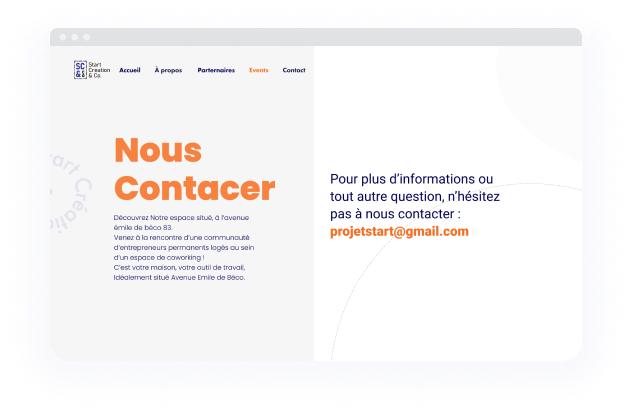 SC
&
Start
Creation
& Co.
Accueil À propos Parternaires Events Contact
Nous
Contacer
Découvrez Notre espace situé, à l'avenue
émile de béco 83.
Venez à la rencontre d'une communauté
d'entrepreneurs permanents logés au sein
d'un espace de coworking !
C'est votre maison, votre outil de travail,
Idéalement situé Avenue Emile de Béco.
Pour plus d'informations ou
tout autre question, n'hésitez
pas à nous contacter :
projetstart@gmail.com